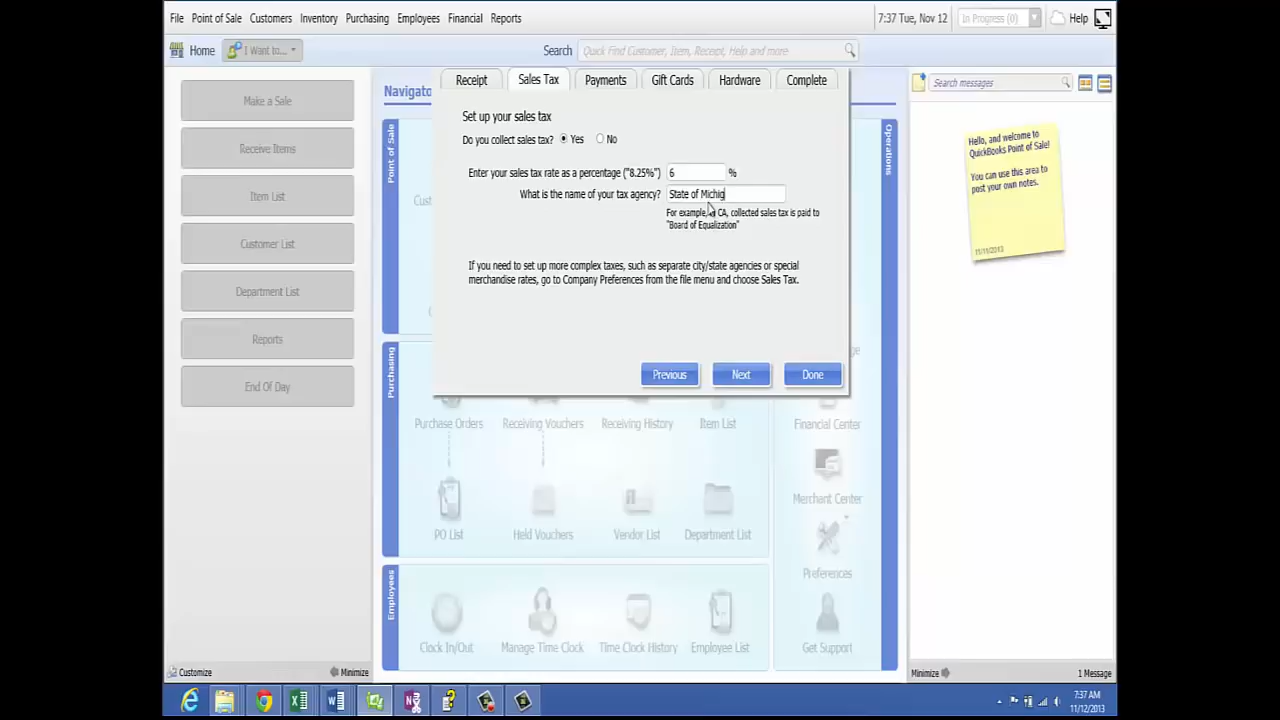 File Point of Sale Customers Inventory Purchasing Employees Financial Reports
7:37 Tue, Nov 12 In Progress (0) Help
Home I Want to...
Search Quick Find Customer, Item, Receipt, Help and more
Make a Sale
Receive Items
Item List
Customer List
Department List
Reports
End Of Day
Customize Minimize
Navigato
Point of Sale
Purchasing
Employees
Operations
Receipt Sales Tax Payments Gift Cards Hardware Complete
Set up your sales tax
Do you collect sales tax? Yes No
Enter your sales tax rate as a percentage ("8.25%") 6 %
What is the name of your tax agency? State of Michig
For example, CA, collected sales tax is paid to
"Board of Equalization"
If you need to set up more complex taxes, such as separate city/state agencies or special
merchandise rates, go to Company Preferences from the file menu and choose Sales Tax.
Previous Next Done
Purchase Orders Receiving Vouchers Receiving History Item List
PO List Held Vouchers Vendor List Department List
Clock In/Out Manage Time Clock Time Clock History Employee List
Financial Center
Merchant Center
Preferences
Get Support
Search messages
Hello, and welcome to
QuickBooks Point of Sale!
You can use this area to
post your own notes.
11/11/2013
Minimize 1 Message
7:37 AM
11/12/2013